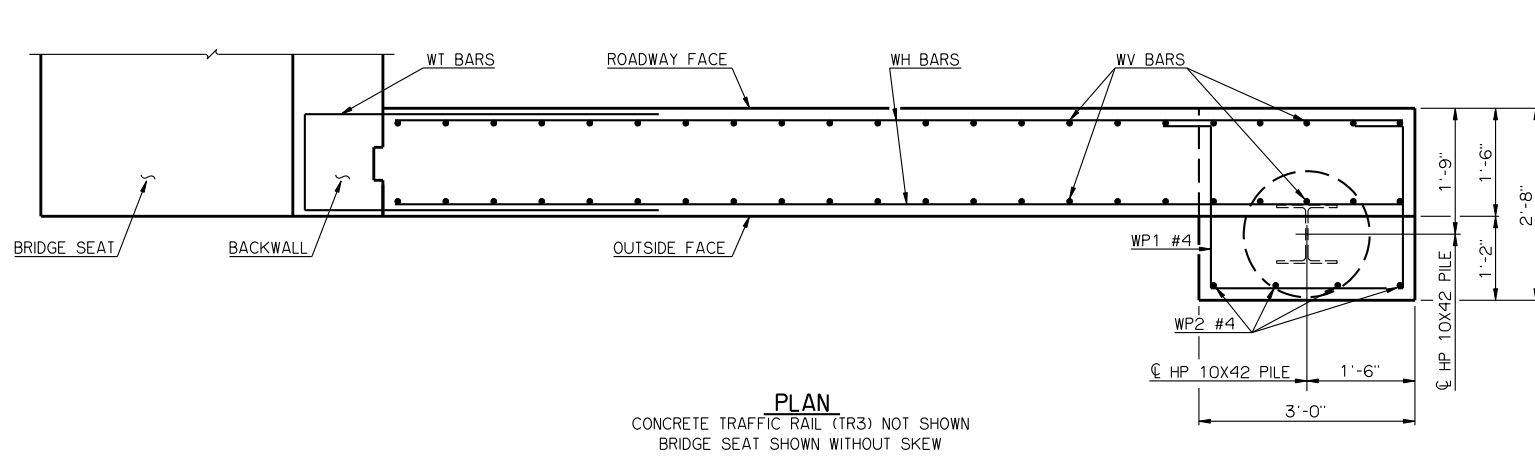 WT BARS
ROADWAY FACE
WH BARS
WV BARS
1'-9"
1'-6"
2'-8"
BRIDGE SEAT
BACKWALL
OUTSIDE FACE
WP1 #4
1'-2"
WP2 #4
℄ HP 10X42 PILE
℄ HP 10X42 PILE
1'-6"
3'-0"
PLAN
CONCRETE TRAFFIC RAIL (TR3) NOT SHOWN
BRIDGE SEAT SHOWN WITHOUT SKEW